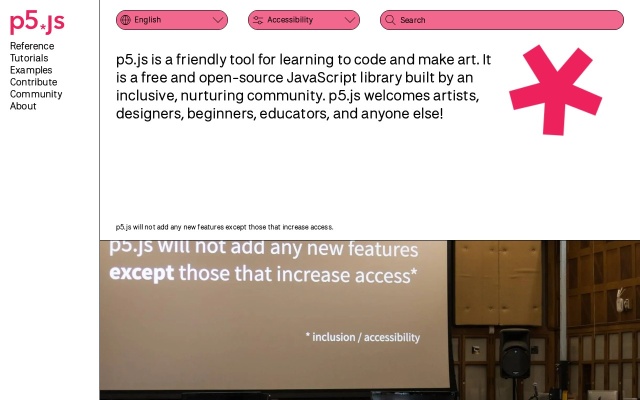 p5.js
Reference
Tutorials
Examples
Contribute
Community
About
English
Accessibility
Search
p5.js is a friendly tool for learning to code and make art. It
is a free and open-source JavaScript library built by an
inclusive, nurturing community. p5.js welcomes artists,
designers, beginners, educators, and anyone else!
p5.js will not add any new features except those that increase access.
p5.js will not add any new features
except those that increase access*
* inclusion / accessibility